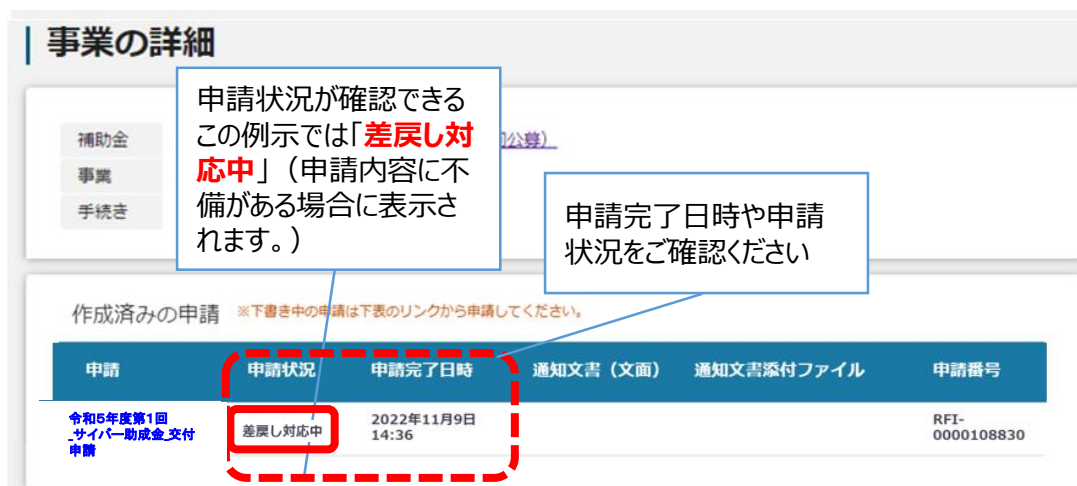 事業の詳細
申請状況が確認できる
この例示では「差戻し対
応中」（申請内容に不
備がある場合に表示さ
れます。）
補助金
公募）
事業
手続き
申請完了日時や申請
状況をご確認ください
作成済みの申請 ※下書き中の申請は下表のリンクから申請してください。
申請 申請状況 申請完了日時 通知文書（文面） 通知文書添付ファイル 申請番号
令和5年度第1回
_サイバー助成金_交付
申請
差戻し対応中
2022年11月9日
14:36
RFI-
0000108830